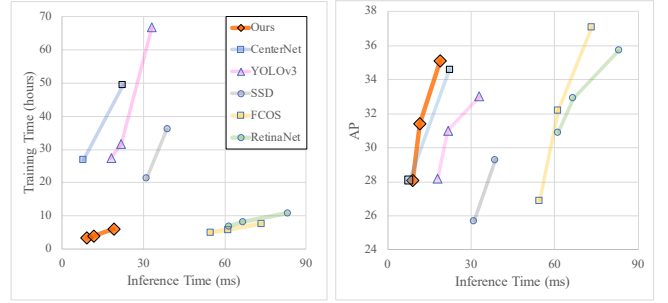 Training Time (hours)
70
60
50
40
30
20
10
0
0 30 60 90
Inference Time (ms)
Ours
CenterNet
YOLOv3
SSD
FCOS
RetinaNet
AP
38
36
34
32
30
28
26
24
0 30 60 90
Inference Time (ms)